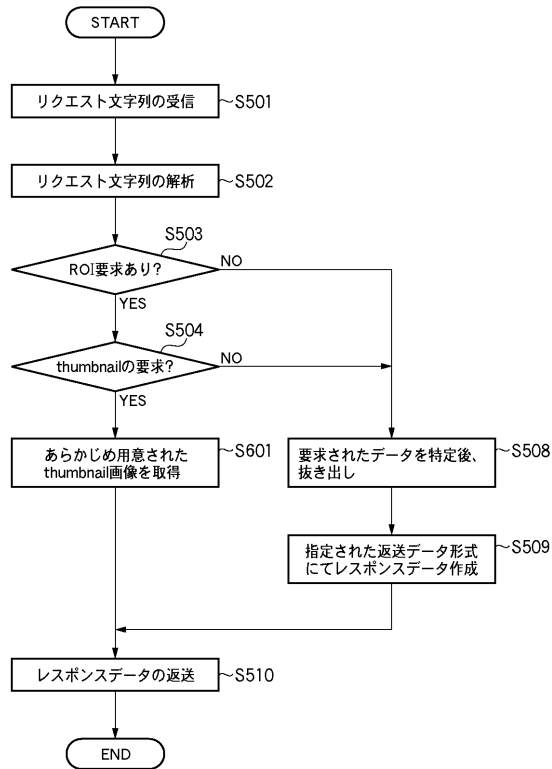 START
リクエスト文字列の受信
S501
リクエスト文字列の解析
S502
S503
ROI要求あり?
NO
YES
S504
thumbnailの要求?
NO
YES
あらかじめ用意された
thumbnail画像を取得
S601
要求されたデータを特定後、
抜き出し
S508
指定された返送データ形式
にてレスポンスデータ作成
S509
レスポンスデータの返送
S510
END